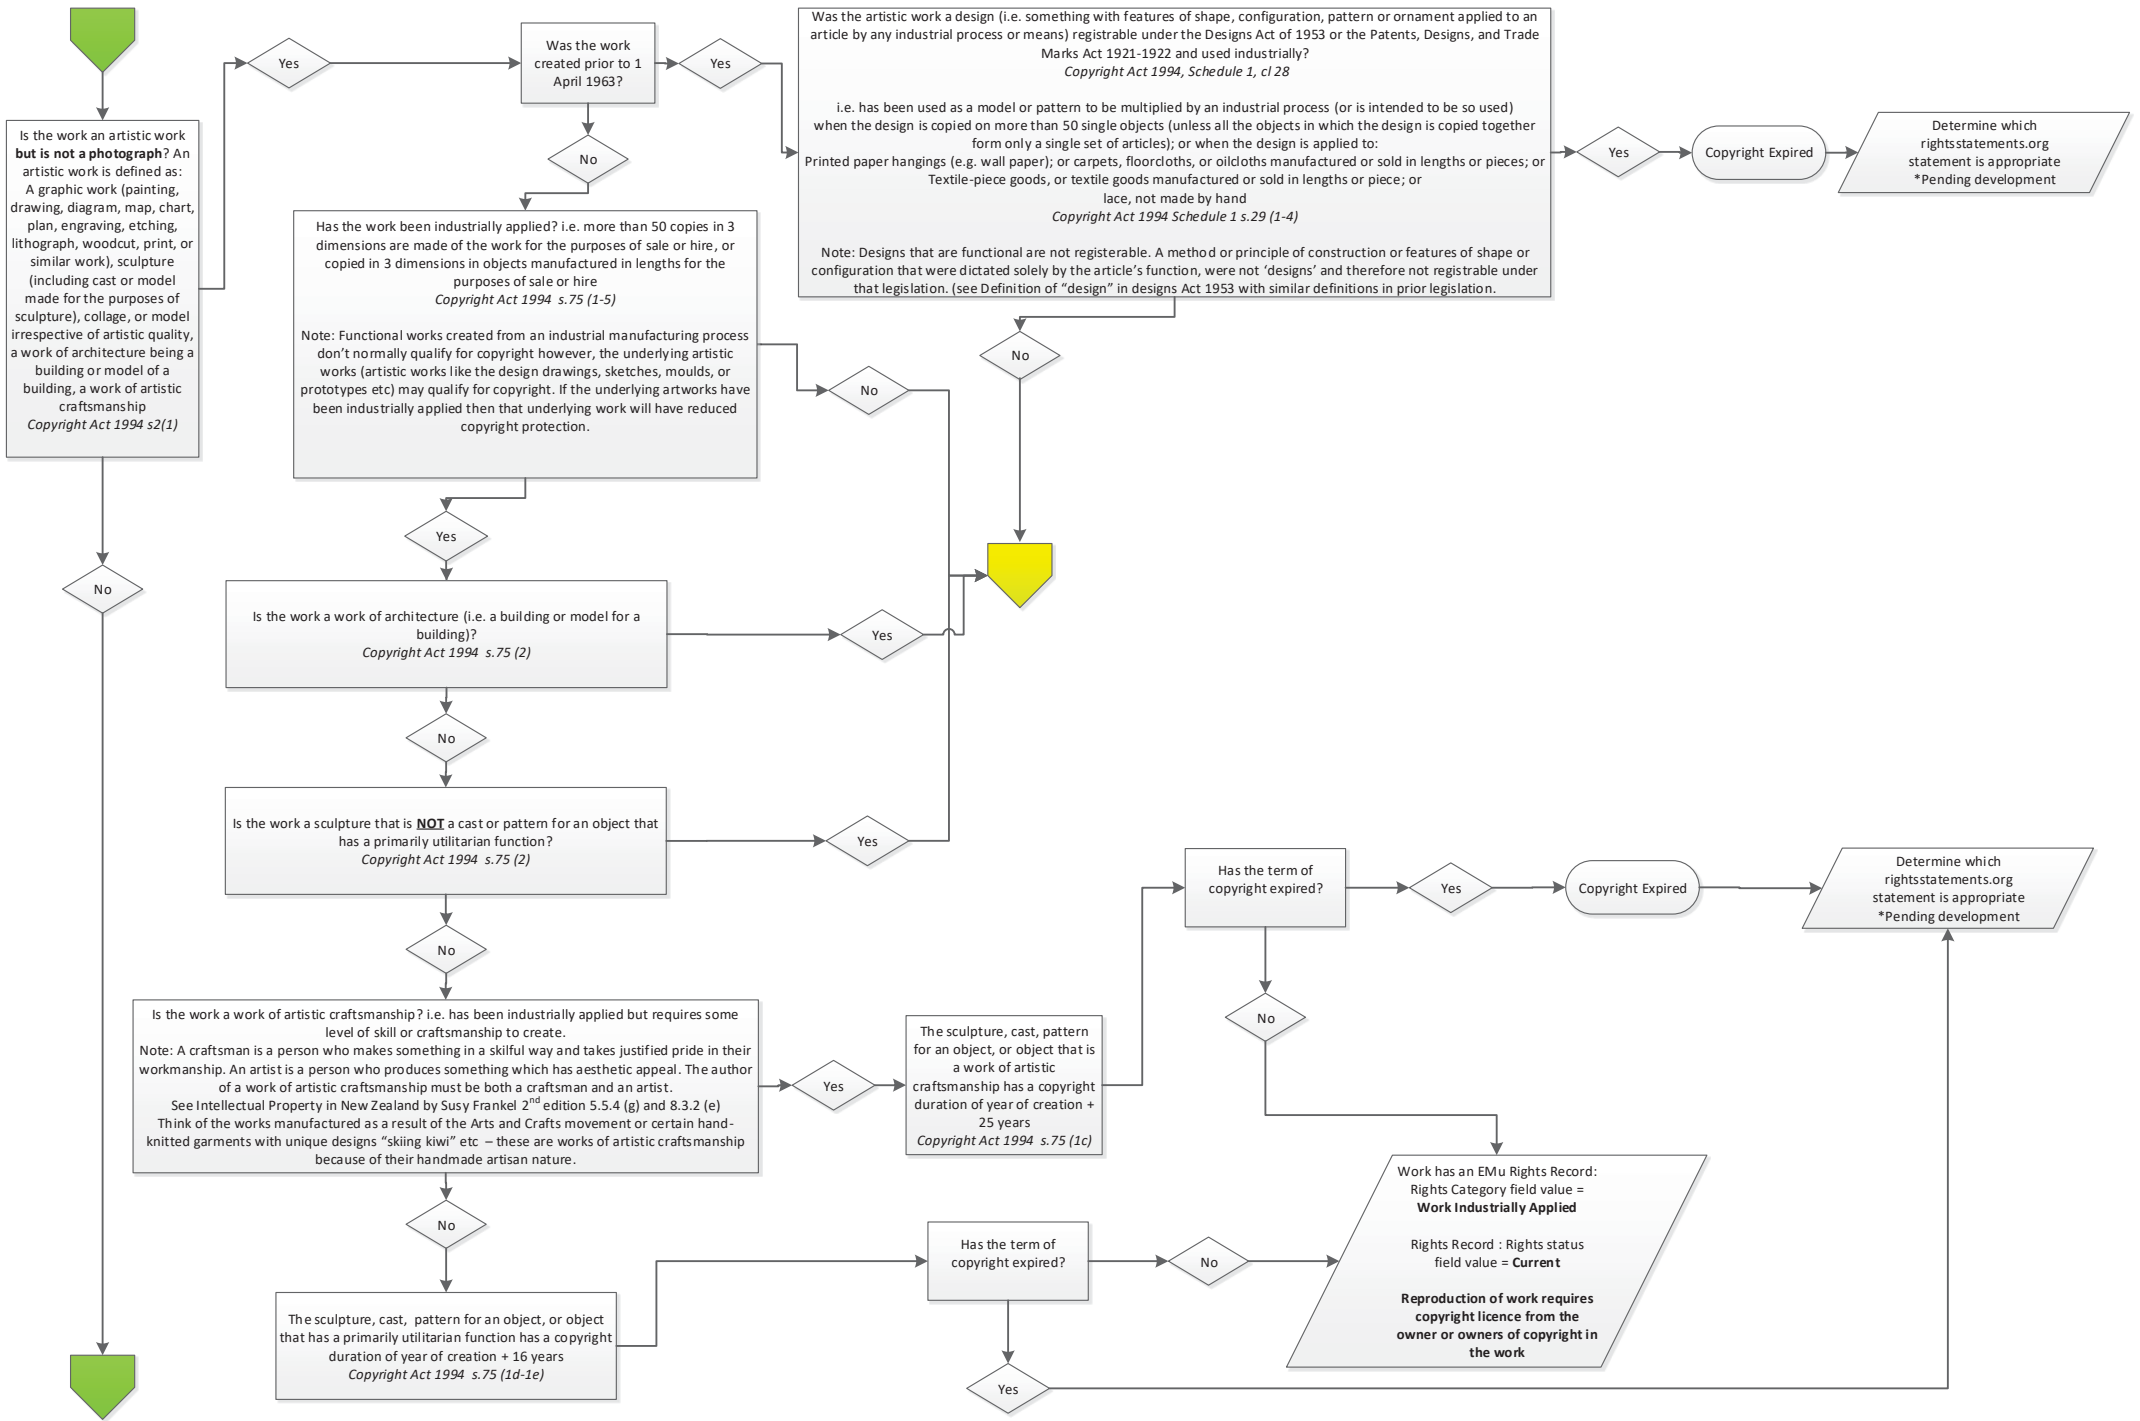 Yes
Was the work
created prior to 1
April 1963?
Yes
Was the artistic work a design (i.e. something with features of shape, configuration, pattern or ornament applied to an
article by any industrial process or means) registrable under the Designs Act of 1953 or the Patents, Designs, and Trade
Marks Act 1921-1922 and used industrially?
Copyright Act 1994, Schedule 1, cl 28
i.e. has been used as a model or pattern to be multiplied by an industrial process (or is intended to be so used)
when the design is copied on more than 50 single objects (unless all the objects in which the design is copied together
form only a single set of articles); or when the design is applied to:
Printed paper hangings (e.g. wall paper); or carpets, floorcloths, or oilcloths manufactured or sold in lengths or pieces; or
Textile-piece goods, or textile goods manufactured or sold in lengths or piece; or
lace, not made by hand
Copyright Act 1994 Schedule 1 s.29 (1-4)
Note: Designs that are functional are not registerable. A method or principle of construction or features of shape or
configuration that were dictated solely by the article's function, were not 'designs' and therefore not registrable under
that legislation. (see Definition of "design" in designs Act 1953 with similar definitions in prior legislation.
Yes
Copyright Expired
Determine which
rightsstatements.org
statement is appropriate
*Pending development
Is the work an artistic work
but is not a photograph? An
artistic work is defined as:
A graphic work (painting,
drawing, diagram, map, chart,
plan, engraving, etching,
lithograph, woodcut, print, or
similar work), sculpture
(including cast or model
made for the purposes of
sculpture), collage, or model
irrespective of artistic quality,
a work of architecture being a
building or model of a
building, a work of artistic
craftsmanship
Copyright Act 1994 s2(1)
No
No
Has the work been industrially applied? i.e. more than 50 copies in 3
dimensions are made of the work for the purposes of sale or hire, or
copied in 3 dimensions in objects manufactured in lengths for the
purposes of sale or hire
Copyright Act 1994  s.75 (1-5)
Note: Functional works created from an industrial manufacturing process
don't normally qualify for copyright however, the underlying artistic
works (artistic works like the design drawings, sketches, moulds, or
prototypes etc) may qualify for copyright. If the underlying artworks have
been industrially applied then that underlying work will have reduced
copyright protection.
No
No
Yes
Is the work a work of architecture (i.e. a building or model for a
building)?
Copyright Act 1994  s.75 (2)
Yes
No
Is the work a sculpture that is NOT a cast or pattern for an object that
has a primarily utilitarian function?
Copyright Act 1994  s.75 (2)
Yes
No
Is the work a work of artistic craftsmanship? i.e. has been industrially applied but requires some
level of skill or craftsmanship to create.
Note: A craftsman is a person who makes something in a skilful way and takes justified pride in their
workmanship. An artist is a person who produces something which has aesthetic appeal. The author
of a work of artistic craftsmanship must be both a craftsman and an artist.
See Intellectual Property in New Zealand by Susy Frankel 2nd edition 5.5.4 (g) and 8.3.2 (e)
Think of the works manufactured as a result of the Arts and Crafts movement or certain hand-
knitted garments with unique designs "skiing kiwi" etc – these are works of artistic craftsmanship
because of their handmade artisan nature.
Yes
The sculpture, cast, pattern
for an object, or object that is
a work of artistic
craftsmanship has a copyright
duration of year of creation +
25 years
Copyright Act 1994  s.75 (1c)
Has the term of
copyright expired?
Yes
Copyright Expired
Determine which
rightsstatements.org
statement is appropriate
*Pending development
No
No
The sculpture, cast,  pattern for an object, or object
that has a primarily utilitarian function has a copyright
duration of year of creation + 16 years
Copyright Act 1994  s.75 (1d-1e)
Has the term of
copyright expired?
No
Yes
Work has an EMu Rights Record:
Rights Category field value =
Work Industrially Applied
Rights Record : Rights status
field value = Current
Reproduction of work requires
copyright licence from the
owner or owners of copyright in
the work